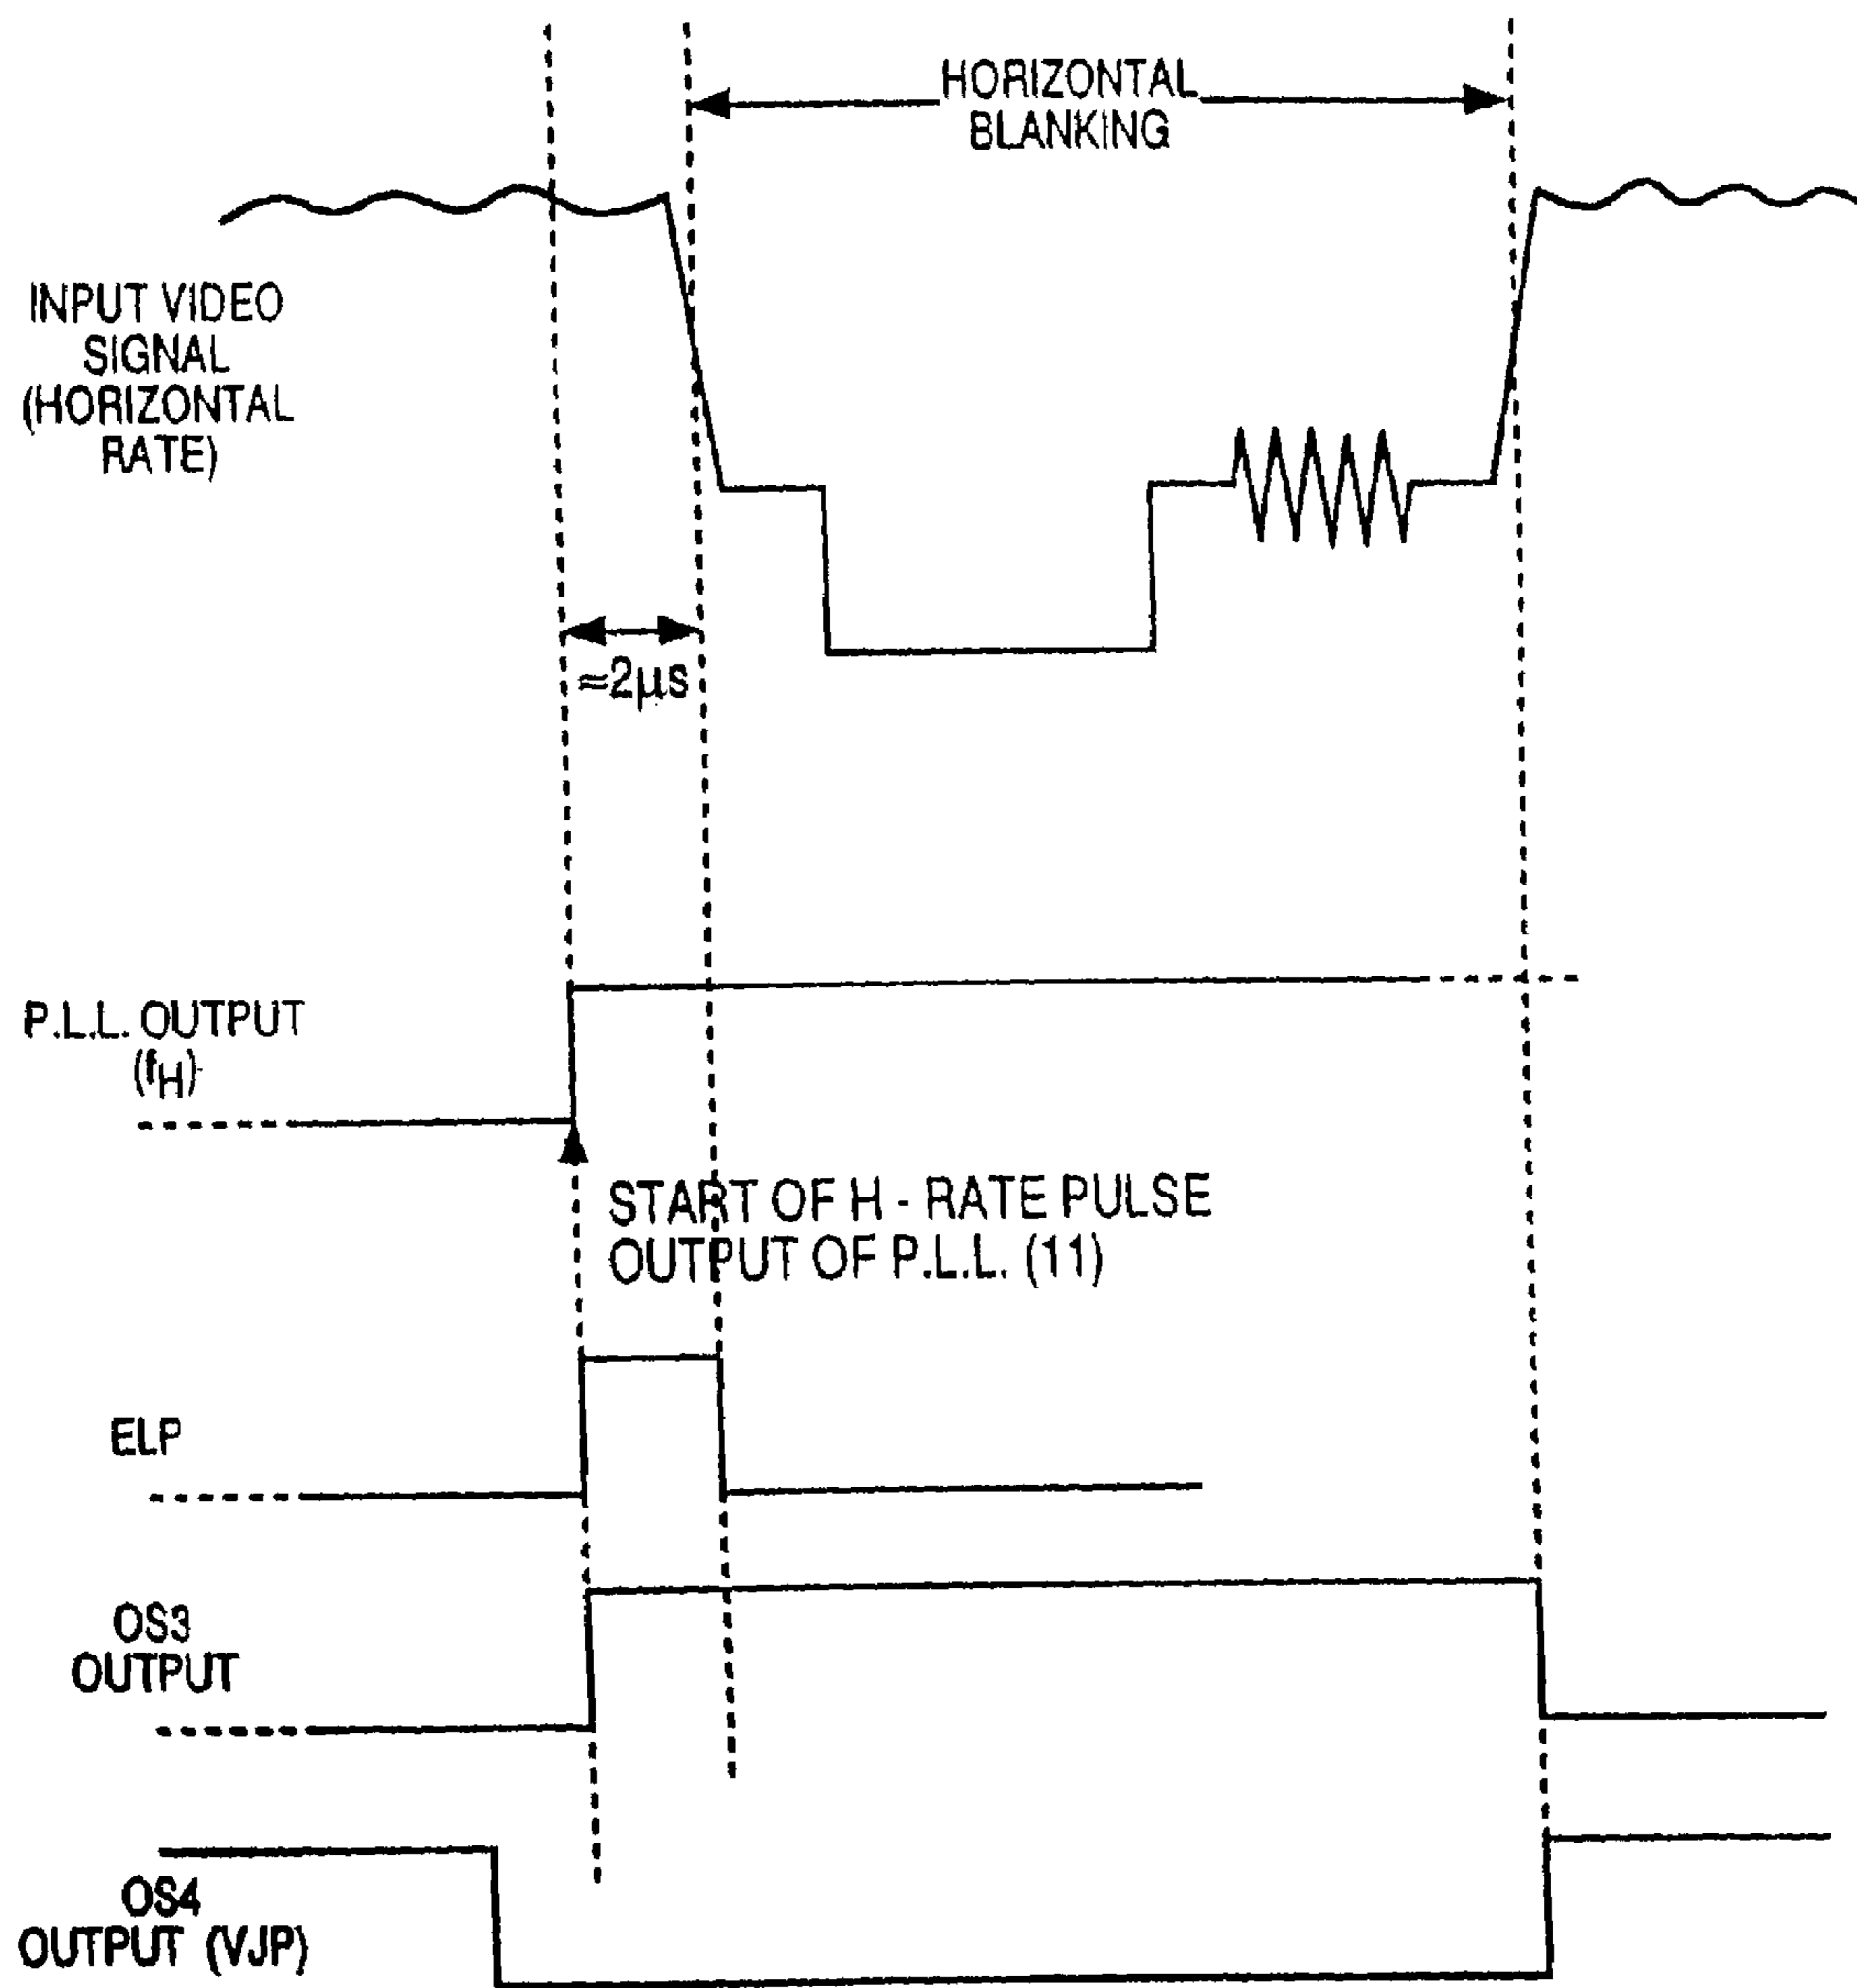 HORIZONTAL
BLANKING
INPUT VIDEO
SIGNAL
(HORIZONTAL
RATE)
≈2μs
P.L.L. OUTPUT
(fH)
START OF H - RATE PULSE
OUTPUT OF P.L.L. (11)
ELP
OS3
OUTPUT
OS4
OUTPUT (VJP)